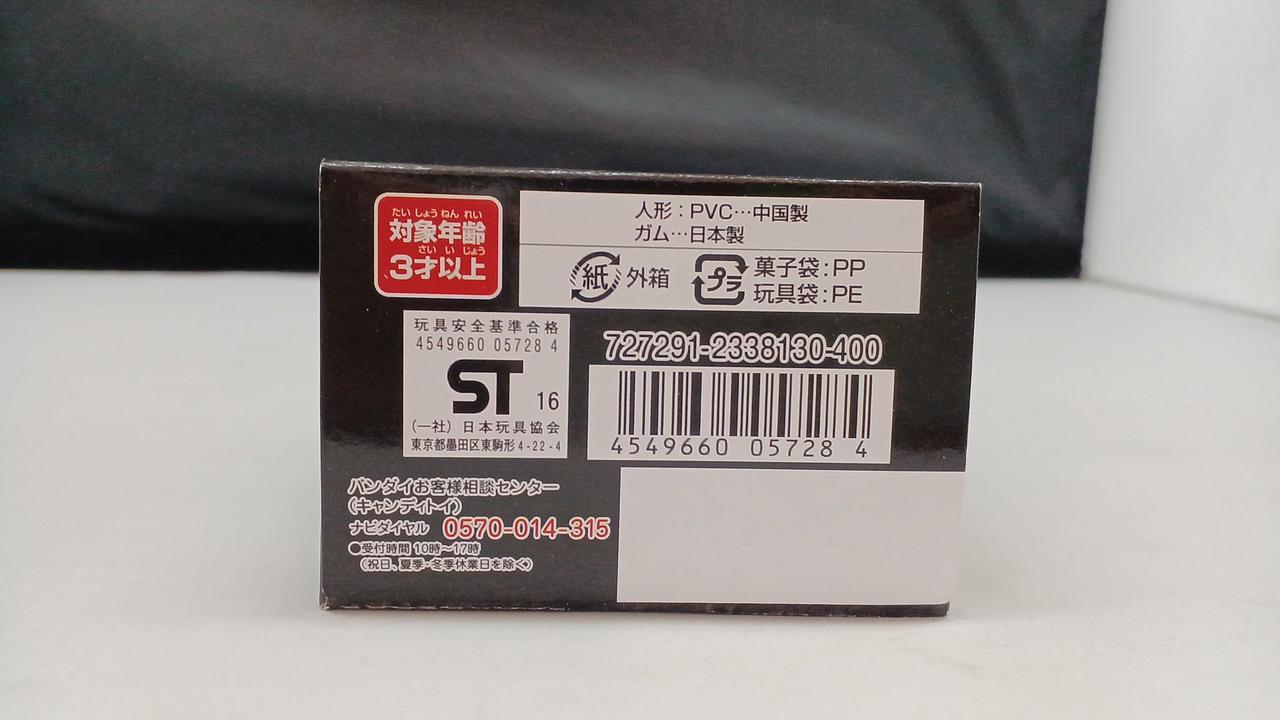 たい しょう ねん れい
対象年齢
さい い じょう
3才以上
人形：PVC…中国製
ガム…日本製
紙 外箱
プラ 菓子袋：PP
玩具袋：PE
玩具安全基準合格
4549660 05728 4
ST 16
(一社) 日本玩具協会
東京都墨田区東駒形4-22-4
727291-2338130-400
4549660 05728 4
バンダイお客様相談センター
(キャンディトイ)
ナビダイヤル 0570-014-315
●受付時間 10時～17時
(祝日、夏季・冬季休業日を除く)